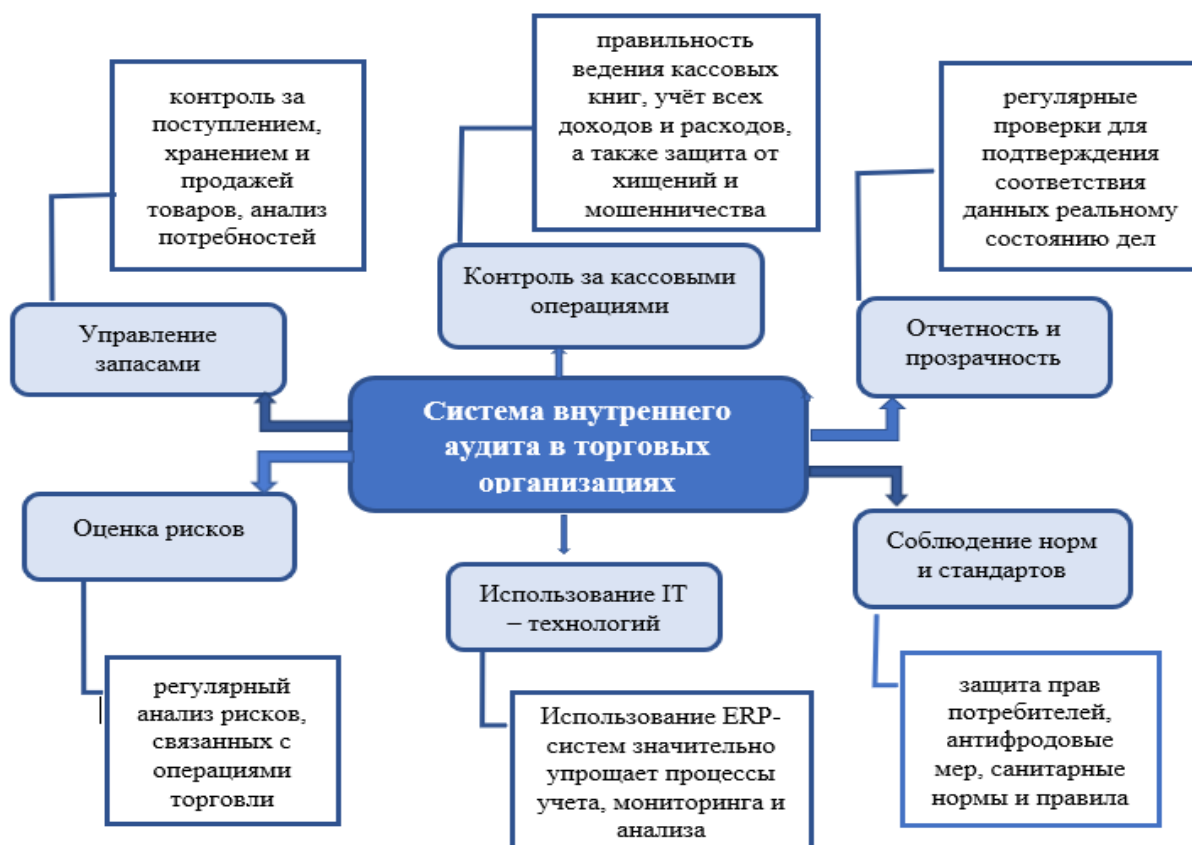 контроль за
поступлением,
хранением и
продажей
товаров, анализ
потребностей
правильность
ведения кассовых
книг, учёт всех
доходов и расходов,
а также защита от
хищений и
мошенничества
регулярные
проверки для
подтверждения
соответствия
данных реальному
состоянию дел
Управление
запасами
Контроль за кассовыми
операциями
Отчетность и
прозрачность
Система внутреннего
аудита в торговых
организациях
Оценка рисков
Использование IT
– технологий
Соблюдение норм
и стандартов
регулярный
анализ рисков,
связанных с
операциями
торговли
Использование ERP-
систем значительно
упрощает процессы
учета, мониторинга и
анализа
защита прав
потребителей,
антифродовые
мер, санитарные
нормы и правила